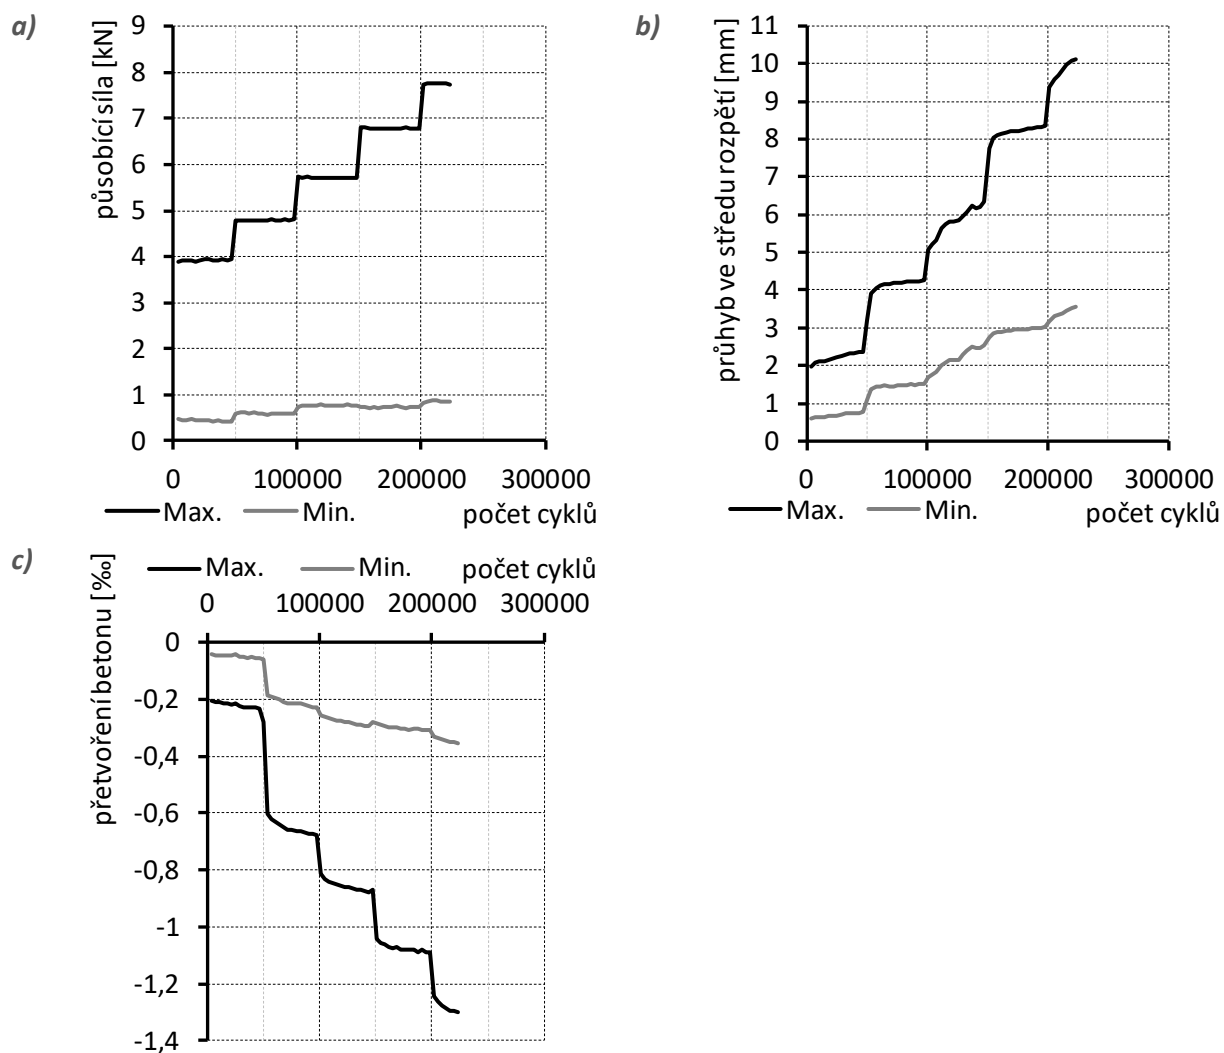 a)
působící síla [kN]
9
8
7
6
5
4
3
2
1
0
0 100000 200000 300000
Max. Min. počet cyklů
b)
průhyb ve středu rozpětí [mm]
11
10
9
8
7
6
5
4
3
2
1
0
0 100000 200000 300000
Max. Min. počet cyklů
c)
Max. Min. počet cyklů
0 100000 200000 300000
přetvoření betonu [‰]
0
-0,2
-0,4
-0,6
-0,8
-1
-1,2
-1,4